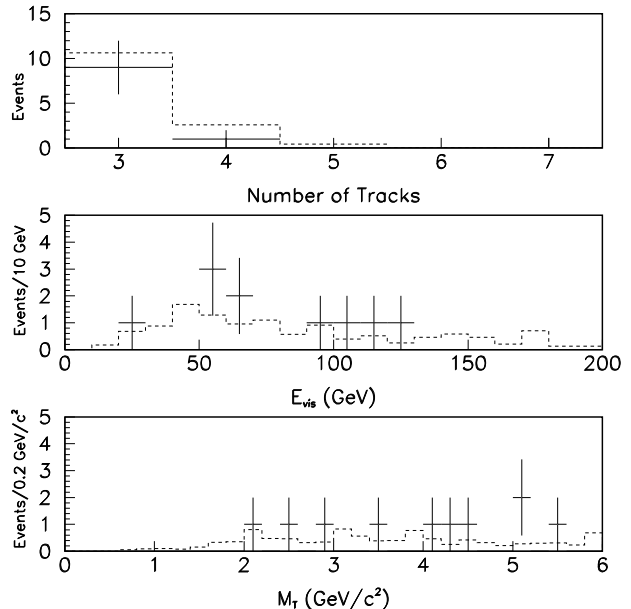 15
10
5
0
Events
3 4 5 6 7
Number of Tracks
5
4
3
2
1
0
Events/10 GeV
0 50 100 150 200
E_vis (GeV)
5
4
3
2
1
0
Events/0.2 GeV/c²
0 1 2 3 4 5 6
M_T (GeV/c²)